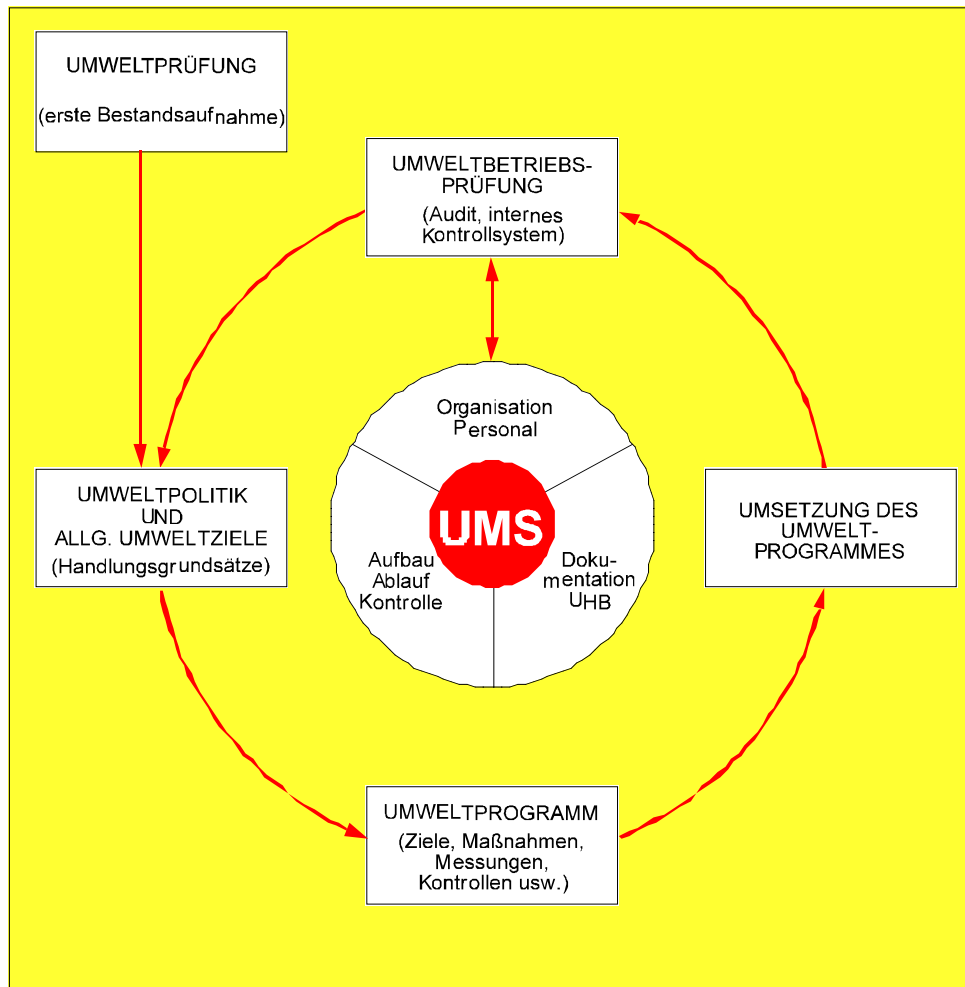 UMWELTPRÜFUNG
(erste Bestandsaufnahme)
UMWELTBETRIEBS-
PRÜFUNG
(Audit, internes
Kontrollsystem)
Organisation
Personal
UMS
Aufbau
Ablauf
Kontrolle
Doku-
mentation
UHB
UMWELTPOLITIK
UND
ALLG. UMWELTZIELE
(Handlungsgrundsätze)
UMSETZUNG DES
UMWELT-
PROGRAMMES
UMWELTPROGRAMM
(Ziele, Maßnahmen,
Messungen,
Kontrollen usw.)